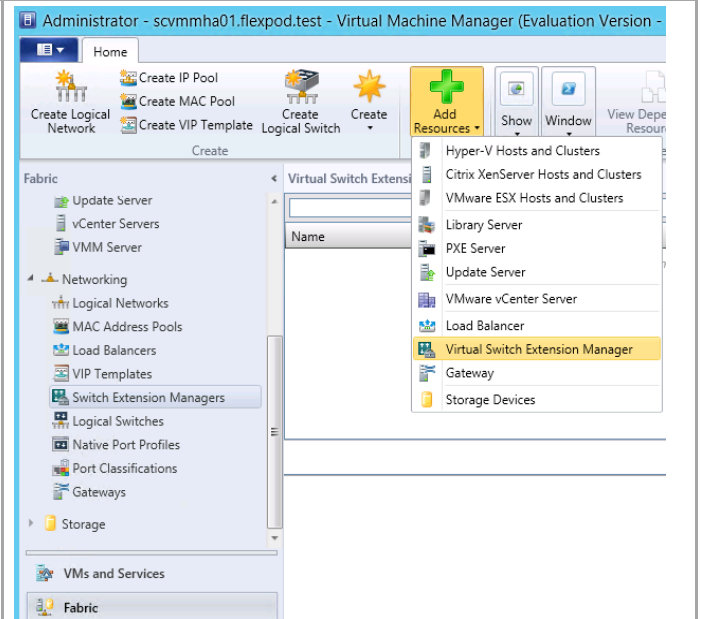 Administrator - scvmmha01.flexpod.test - Virtual Machine Manager (Evaluation Version -
Home
Create Logical Network
Create IP Pool
Create MAC Pool
Create VIP Template
Create Logical Switch
Create
Add Resources
Show
Window
View Depe
Resour
Create
Hyper-V Hosts and Clusters
Citrix XenServer Hosts and Clusters
VMware ESX Hosts and Clusters
Library Server
PXE Server
Update Server
VMware vCenter Server
Load Balancer
Virtual Switch Extension Manager
Gateway
Storage Devices
Fabric
Update Server
vCenter Servers
VMM Server
Networking
Logical Networks
MAC Address Pools
Load Balancers
VIP Templates
Switch Extension Managers
Logical Switches
Native Port Profiles
Port Classifications
Gateways
Storage
VMs and Services
Fabric
Virtual Switch Extensi
Name